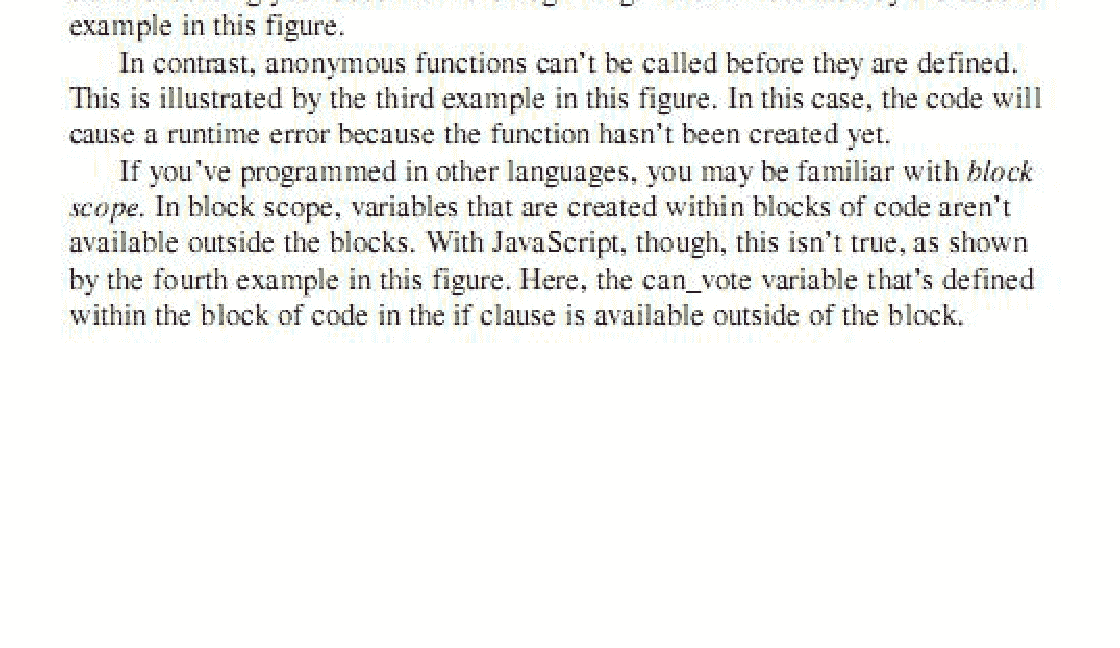 example in this figure.
In contrast, anonymous functions can't be called before they are defined.
This is illustrated by the third example in this figure. In this case, the code will
cause a runtime error because the function hasn't been created yet.
If you've programmed in other languages, you may be familiar with block
scope. In block scope, variables that are created within blocks of code aren't
available outside the blocks. With JavaScript, though, this isn't true, as shown
by the fourth example in this figure. Here, the can_vote variable that's defined
within the block of code in the if clause is available outside of the block.